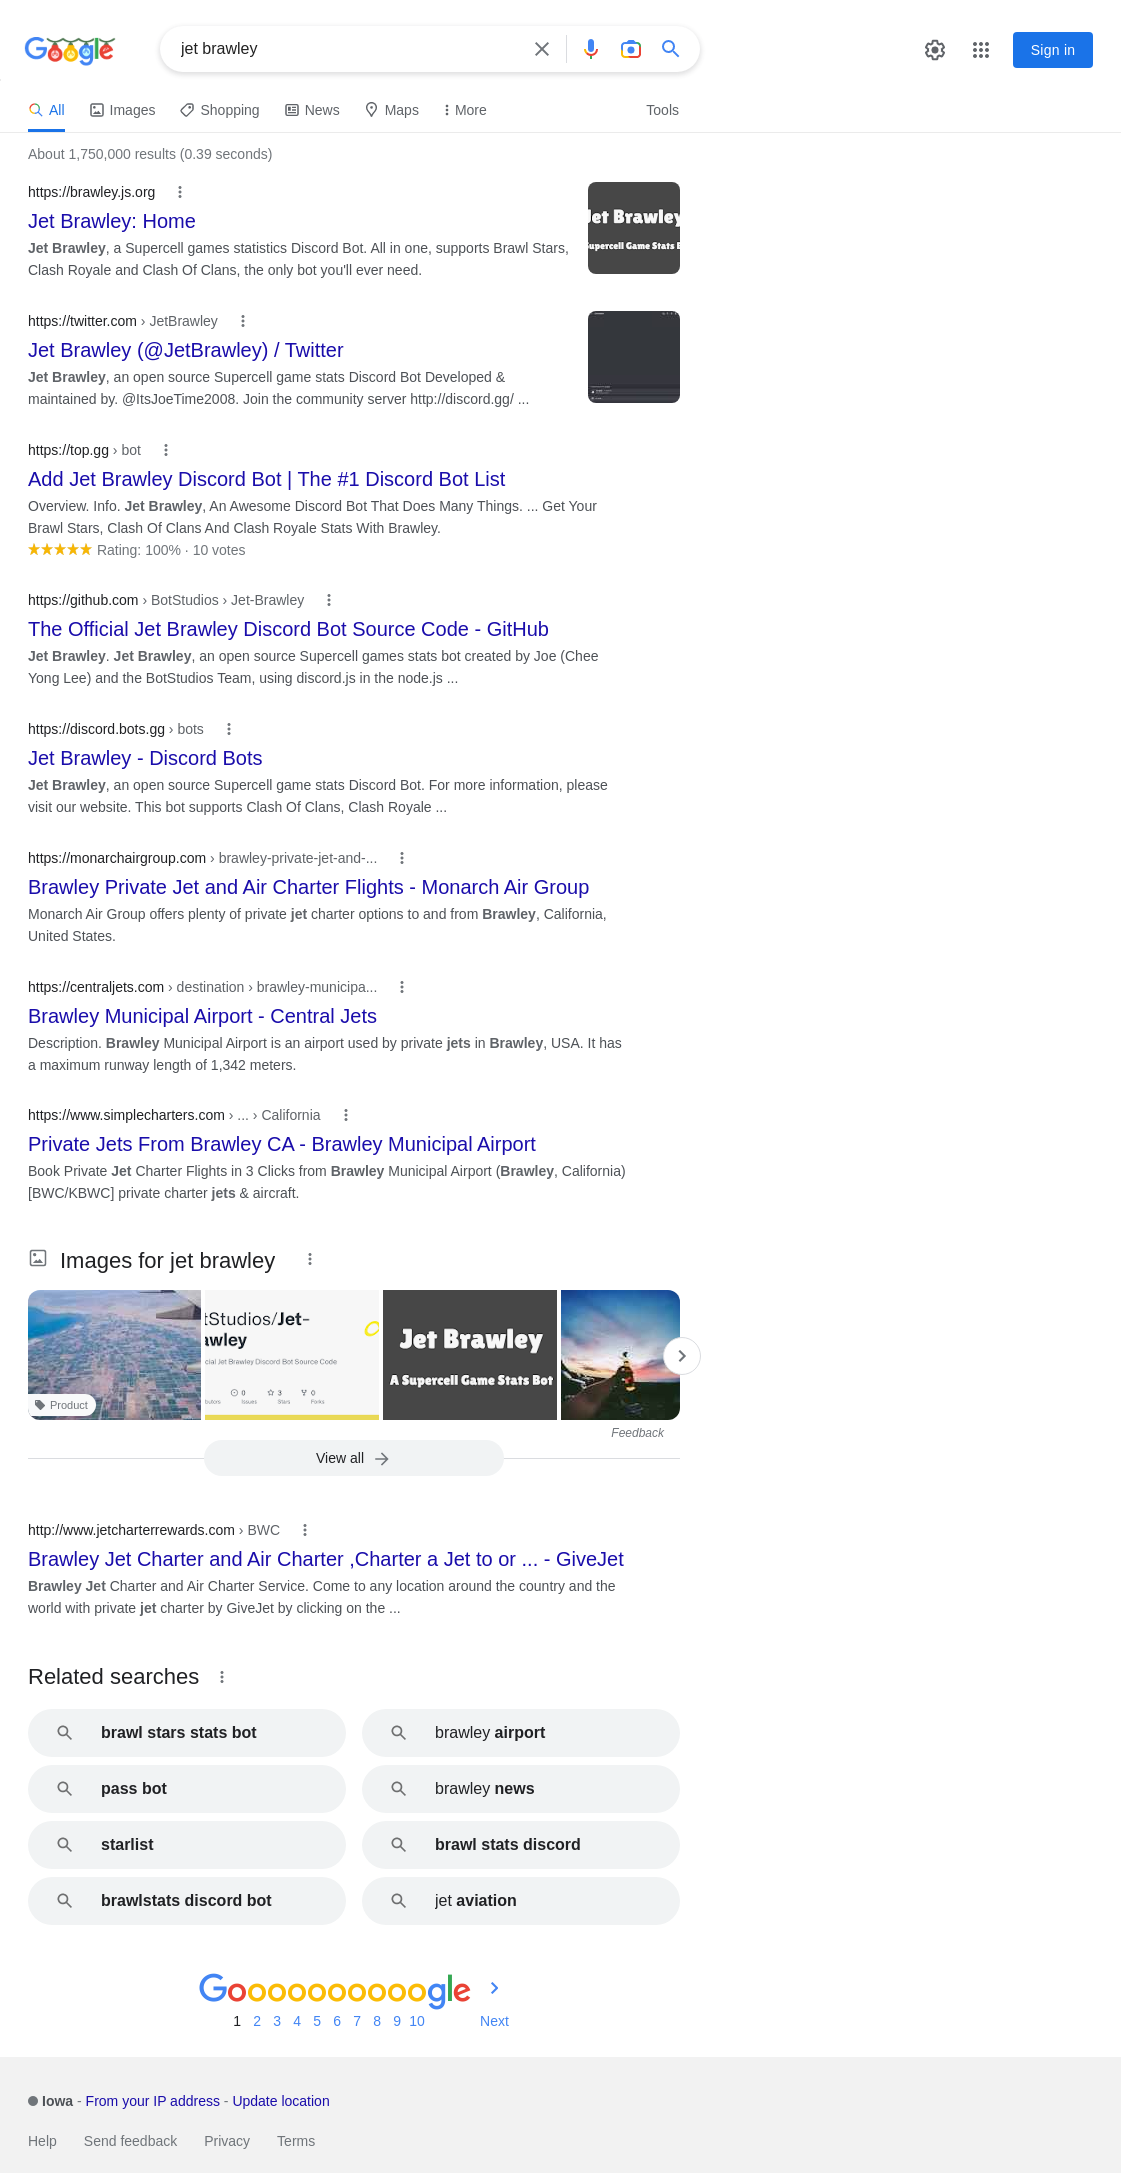 Google
jet brawley
Sign in
All
Images
Shopping
News
Maps
More
Tools
About 1,750,000 results (0.39 seconds)
https://brawley.js.org
Jet Brawley: Home
Jet Brawley, a Supercell games statistics Discord Bot. All in one, supports Brawl Stars,
Clash Royale and Clash Of Clans, the only bot you'll ever need.
Jet Brawley
Supercell Game Stats B
https://twitter.com › JetBrawley
Jet Brawley (@JetBrawley) / Twitter
Jet Brawley, an open source Supercell game stats Discord Bot Developed &
maintained by. @ItsJoeTime2008. Join the community server http://discord.gg/ ...
https://top.gg › bot
Add Jet Brawley Discord Bot | The #1 Discord Bot List
Overview. Info. Jet Brawley, An Awesome Discord Bot That Does Many Things. ... Get Your
Brawl Stars, Clash Of Clans And Clash Royale Stats With Brawley.
Rating: 100% · 10 votes
https://github.com › BotStudios › Jet-Brawley
The Official Jet Brawley Discord Bot Source Code - GitHub
Jet Brawley. Jet Brawley, an open source Supercell games stats bot created by Joe (Chee
Yong Lee) and the BotStudios Team, using discord.js in the node.js ...
https://discord.bots.gg › bots
Jet Brawley - Discord Bots
Jet Brawley, an open source Supercell game stats Discord Bot. For more information, please
visit our website. This bot supports Clash Of Clans, Clash Royale ...
https://monarchairgroup.com › brawley-private-jet-and-...
Brawley Private Jet and Air Charter Flights - Monarch Air Group
Monarch Air Group offers plenty of private jet charter options to and from Brawley, California,
United States.
https://centraljets.com › destination › brawley-municipa...
Brawley Municipal Airport - Central Jets
Description. Brawley Municipal Airport is an airport used by private jets in Brawley, USA. It has
a maximum runway length of 1,342 meters.
https://www.simplecharters.com › ... › California
Private Jets From Brawley CA - Brawley Municipal Airport
Book Private Jet Charter Flights in 3 Clicks from Brawley Municipal Airport (Brawley, California)
[BWC/KBWC] private charter jets & aircraft.
Images for jet brawley
Product
tStudios/Jet-
awley
cial Jet Brawley Discord Bot Source Code
0
3
0
Issues
Stars
Forks
Jet Brawley
A Supercell Game Stats Bot
Feedback
View all
http://www.jetcharterrewards.com › BWC
Brawley Jet Charter and Air Charter ,Charter a Jet to or ... - GiveJet
Brawley Jet Charter and Air Charter Service. Come to any location around the country and the
world with private jet charter by GiveJet by clicking on the ...
Related searches
brawl stars stats bot
brawley airport
pass bot
brawley news
starlist
brawl stats discord
brawlstats discord bot
jet aviation
Goooooooooogle
1 2 3 4 5 6 7 8 9 10 Next
Iowa - From your IP address - Update location
Help
Send feedback
Privacy
Terms